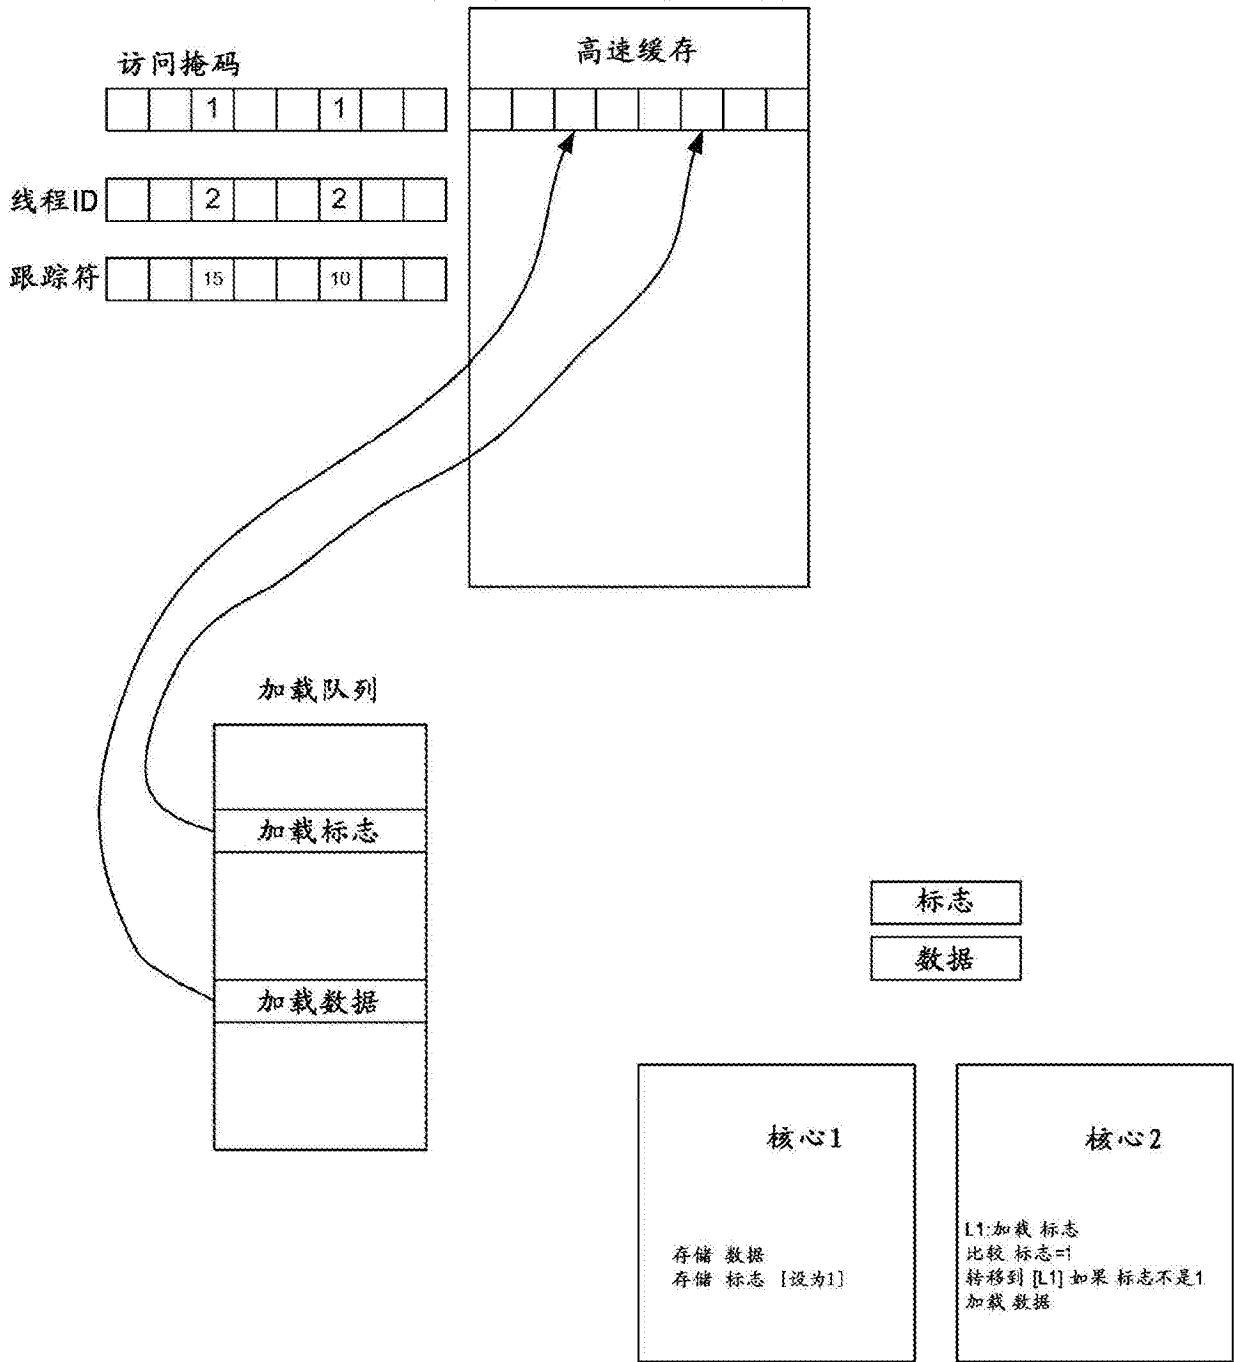 高速缓存
访问掩码
1 1
线程ID 2 2
跟踪符 15 10
加载队列
加载标志
加载数据
标志
数据
核心1
存储 数据
存储 标志 [设为1]
核心2
L1:加载 标志
比较 标志=1
转移到 [L1] 如果 标志不是1
加载 数据